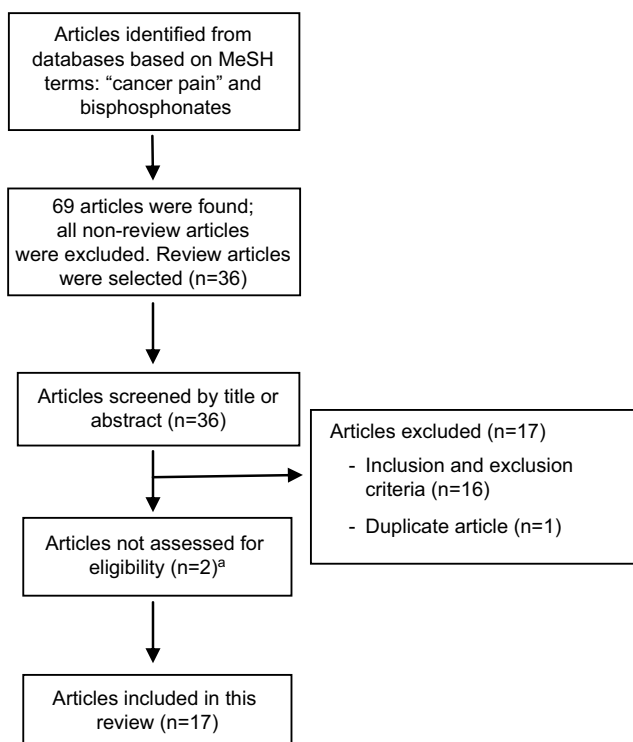 Articles identified from
databases based on MeSH
terms: “cancer pain” and
bisphosphonates
69 articles were found;
all non-review articles
were excluded. Review articles
were selected (n=36)
Articles screened by title or
abstract (n=36)
Articles excluded (n=17)
- Inclusion and exclusion
criteria (n=16)
- Duplicate article (n=1)
Articles not assessed for
eligibility (n=2)ᵃ
Articles included in this
review (n=17)